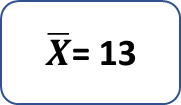 X̅ = 13